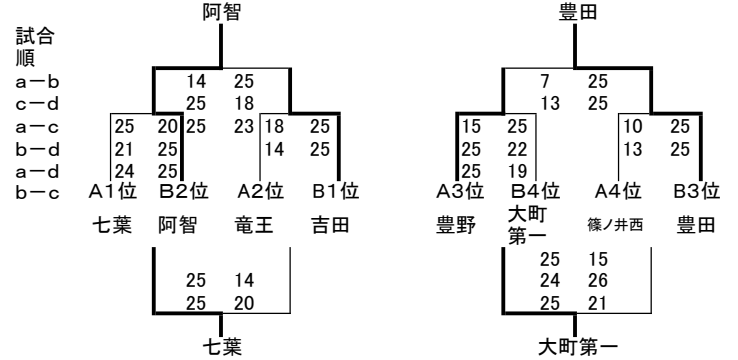 阿智 豊田
試合
順
a－b 14 25 7 25
c－d 25 18 13 25
a－c 25 20 25 23 18 25 15 25 10 25
b－d 21 25 14 25 25 22 13 25
a－d 24 25 25 19
b－c A1位 B2位 A2位 B1位 A3位 B4位 A4位 B3位
七葉 阿智 竜王 吉田 豊野 大町
第一 篠ノ井西 豊田
25 15
25 14 24 26
25 20 25 21
七葉 大町第一